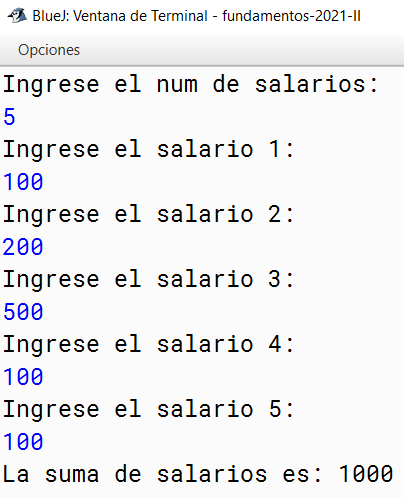 BlueJ: Ventana de Terminal - fundamentos-2021-II
Opciones
Ingrese el num de salarios:
5
Ingrese el salario 1:
100
Ingrese el salario 2:
200
Ingrese el salario 3:
500
Ingrese el salario 4:
100
Ingrese el salario 5:
100
La suma de salarios es: 1000